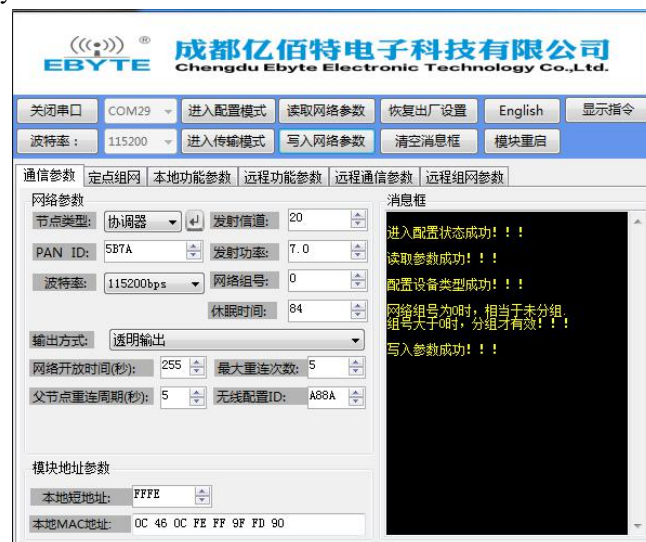 EBYTE ®
成都亿佰特电子科技有限公司
Chengdu Ebyte Electronic Technology Co.,Ltd.
关闭串口 COM29 进入配置模式 读取网络参数 恢复出厂设置 English 显示指令
波特率： 115200 进入传输模式 写入网络参数 清空消息框 模块重启
通信参数 定点组网 本地功能参数 远程功能参数 远程通信参数 远程组网参数
网络参数
节点类型: 协调器 发射信道: 20
PAN ID: 5B7A 发射功率: 7.0
波特率: 115200bps 网络组号: 0
休眠时间: 84
输出方式: 透明输出
网络开放时间(秒): 255 最大重连次数: 5
父节点重连周期(秒): 5 无线配置ID: A88A
模块地址参数
本地短地址: FFFE
本地MAC地址: 0C 46 0C FE FF 9F FD 90
消息框
进入配置状态成功！！！
读取参数成功！！！
配置设备类型成功！！！
网络组号为0时，相当于未分组.
组号大于0时，分组才有效！！！
写入参数成功！！！